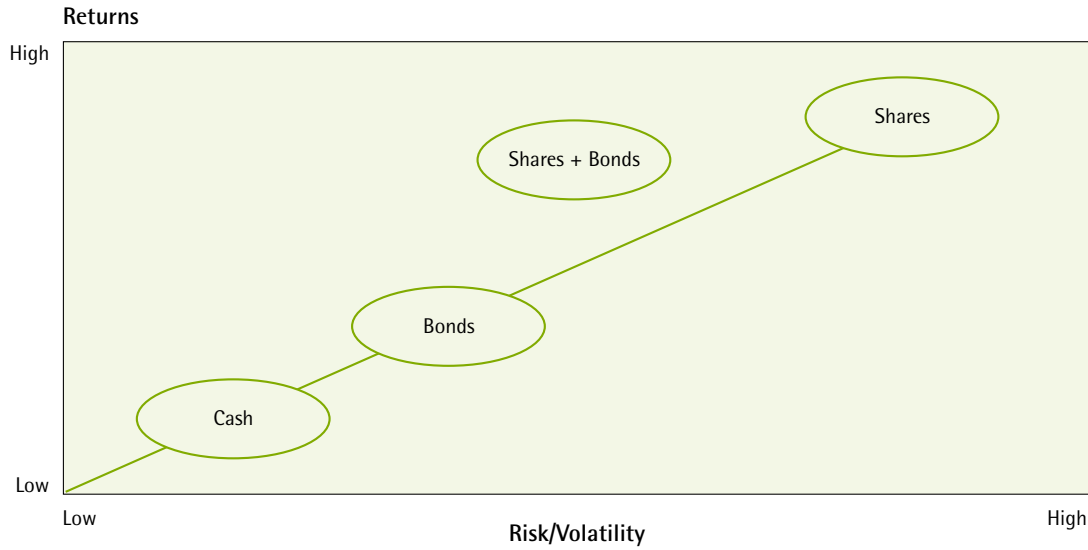 Returns
High
Shares
Shares + Bonds
Bonds
Cash
Low
Low
High
Risk/Volatility